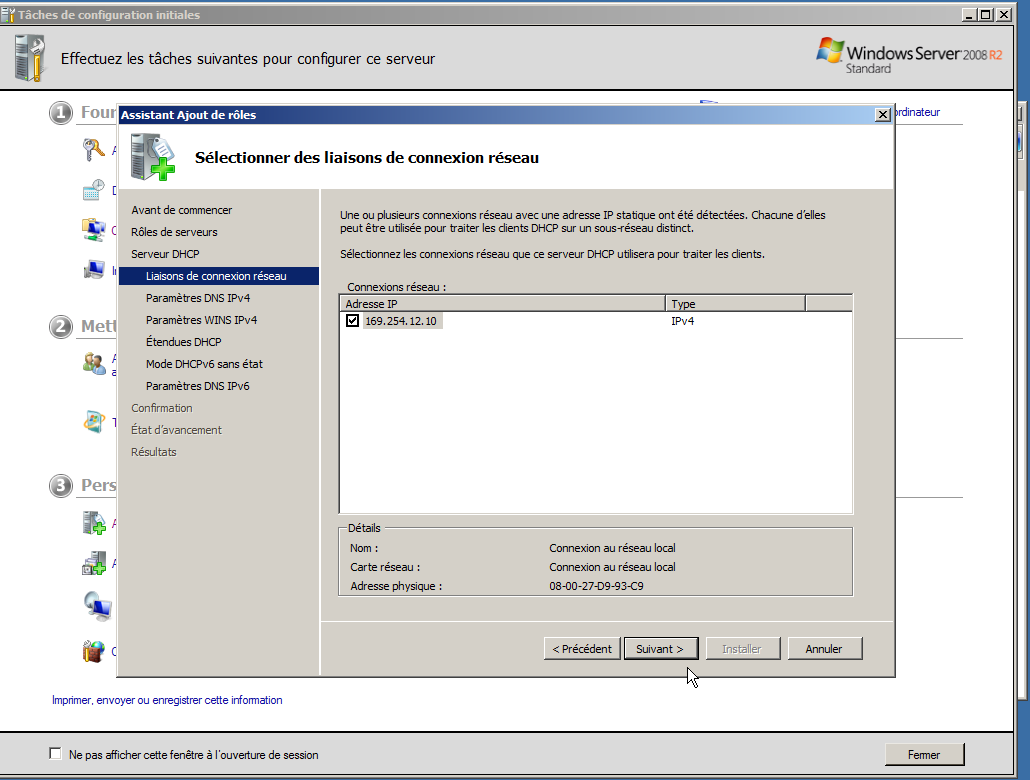 Tâches de configuration initiales
Effectuez les tâches suivantes pour configurer ce serveur
Windows Server 2008 R2
Standard
1
2
3
Assistant Ajout de rôles
Sélectionner des liaisons de connexion réseau
Avant de commencer
Rôles de serveurs
Serveur DHCP
Liaisons de connexion réseau
Paramètres DNS IPv4
Paramètres WINS IPv4
Étendues DHCP
Mode DHCPv6 sans état
Paramètres DNS IPv6
Confirmation
État d'avancement
Résultats
Une ou plusieurs connexions réseau avec une adresse IP statique ont été détectées. Chacune d'elles
peut être utilisée pour traiter les clients DHCP sur un sous-réseau distinct.
Sélectionnez les connexions réseau que ce serveur DHCP utilisera pour traiter les clients.
Connexions réseau :
Adresse IP Type
169.254.12.10 IPv4
Détails
Nom : Connexion au réseau local
Carte réseau : Connexion au réseau local
Adresse physique : 08-00-27-D9-93-C9
< Précédent Suivant > Installer Annuler
Imprimer, envoyer ou enregistrer cette information
Ne pas afficher cette fenêtre à l'ouverture de session
Fermer